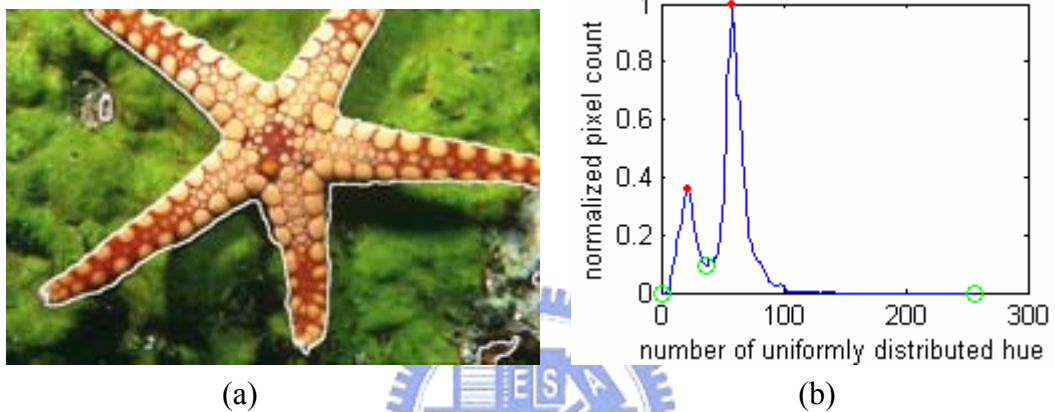 1
0.8
0.6
0.4
0.2
0
0 100 200 300
normalized pixel count
number of uniformly distributed hue
(a) (b)
E S A